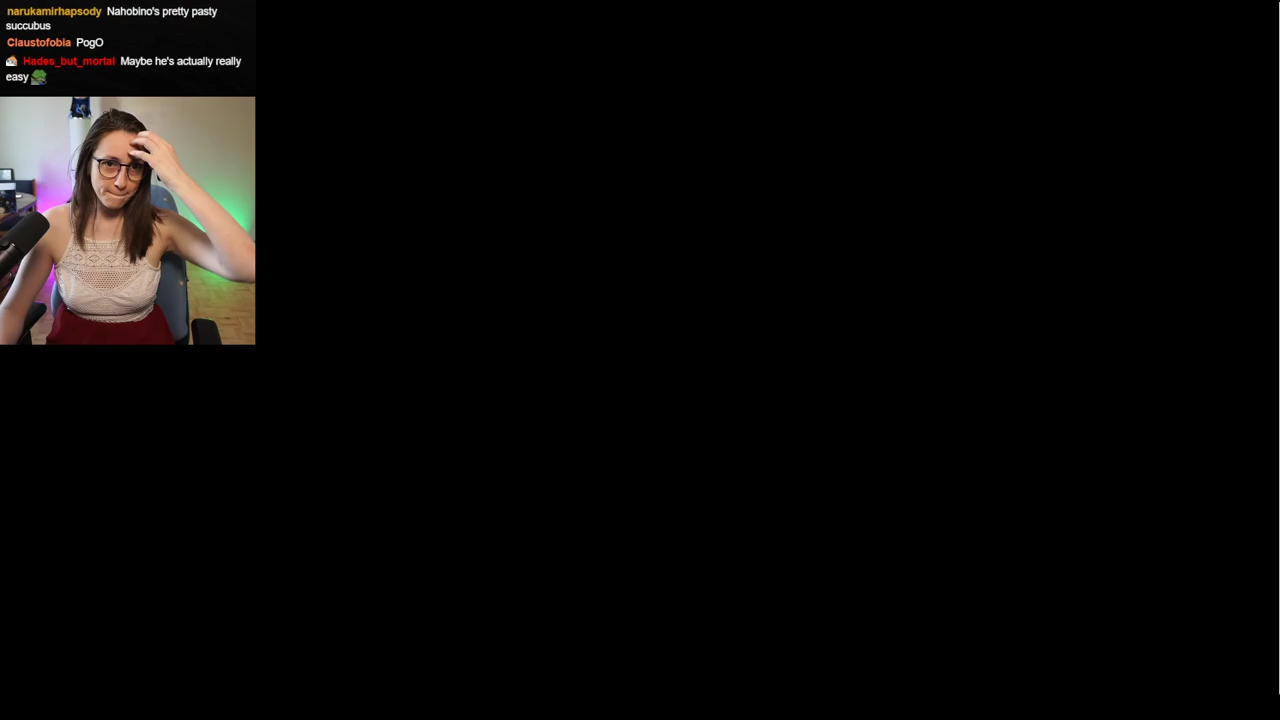 narukamirhapsody Nahobino's pretty pasty
succubus
Claustofobia PogO
Hades_but_mortal Maybe he's actually really
easy